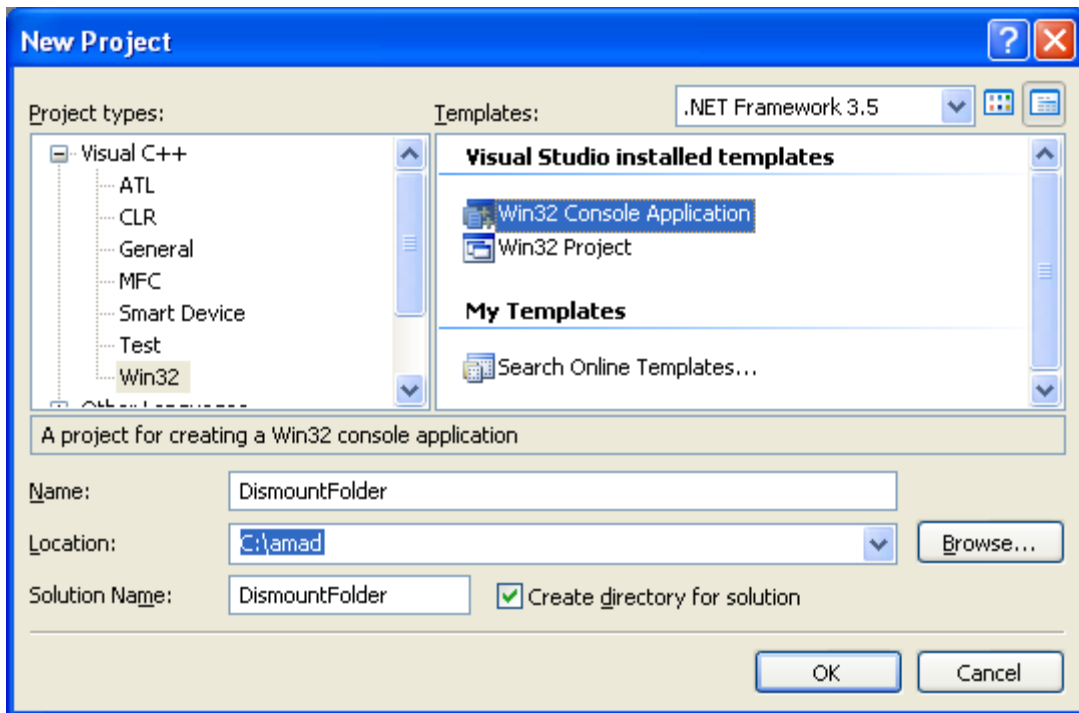 New Project
Project types:
Templates:
.NET Framework 3.5
Visual C++
ATL
CLR
General
MFC
Smart Device
Test
Win32
Other Languages
Visual Studio installed templates
Win32 Console Application
Win32 Project
My Templates
Search Online Templates...
A project for creating a Win32 console application
Name:
DismountFolder
Location:
C:\amad
Browse...
Solution Name:
DismountFolder
Create directory for solution
OK
Cancel